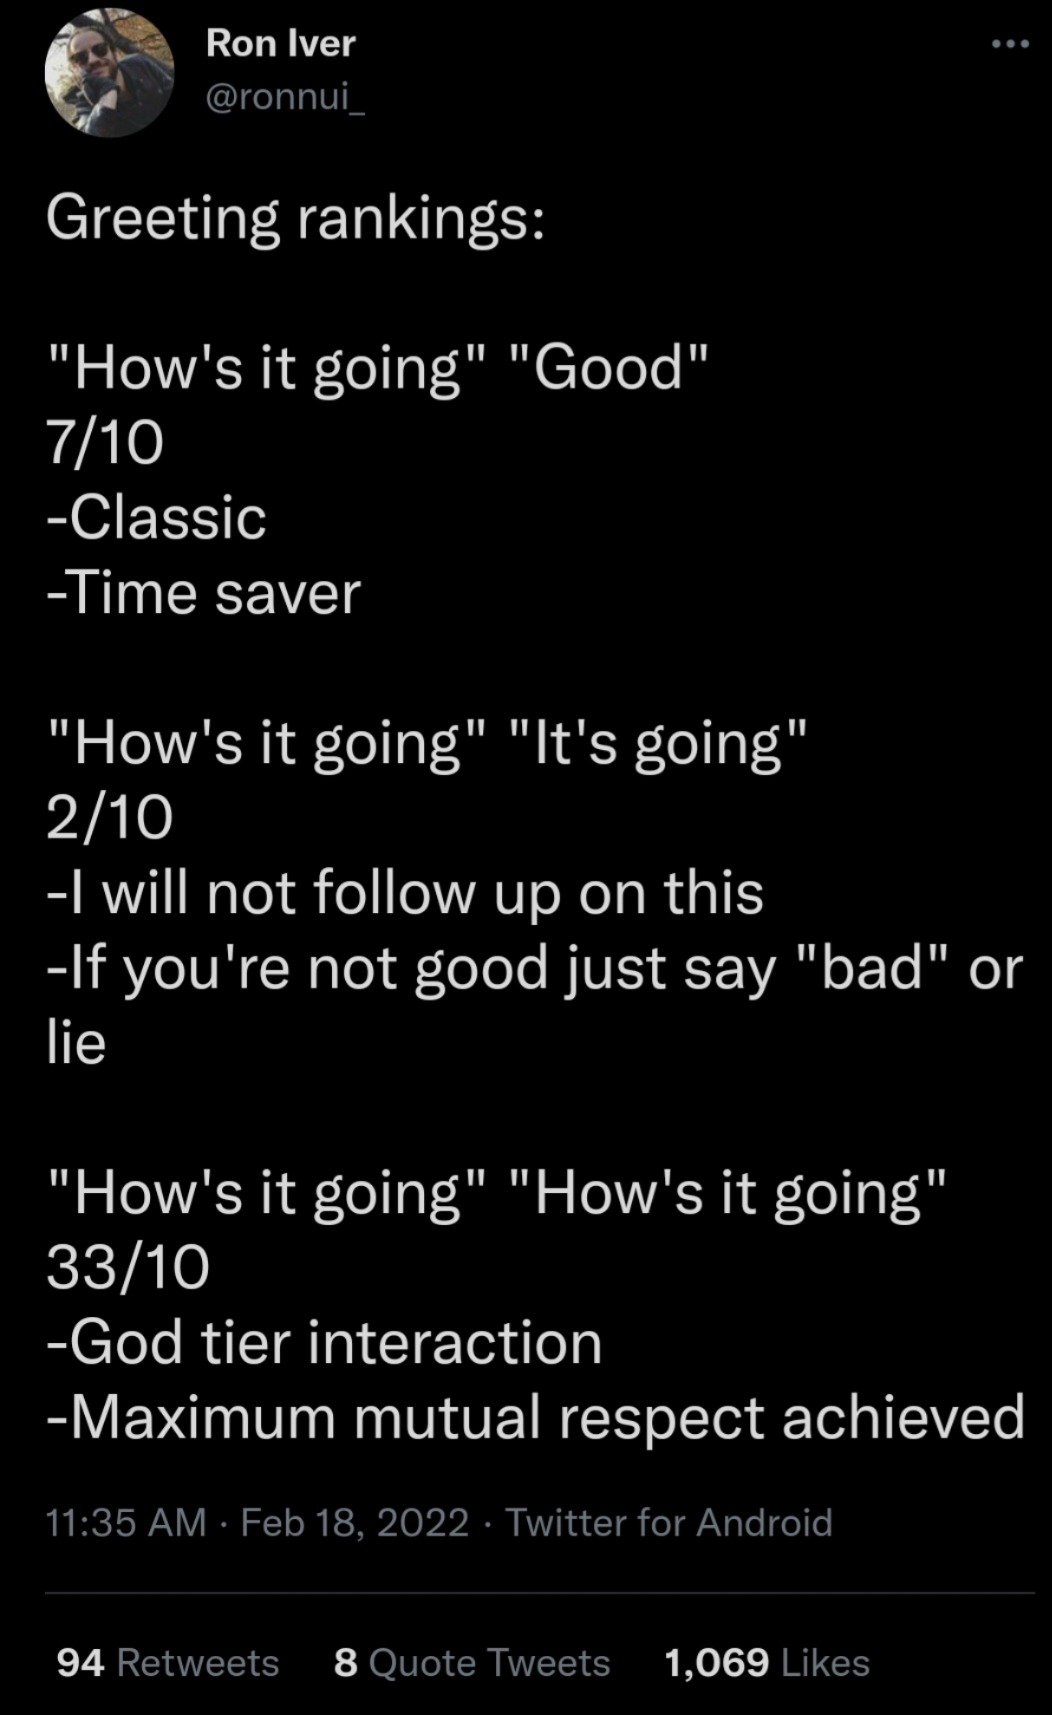 Ron Iver
@ronnui_
Greeting rankings:
"How's it going" "Good"
7/10
-Classic
-Time saver
"How's it going" "It's going"
2/10
-I will not follow up on this
-If you're not good just say "bad" or
lie
"How's it going" "How's it going"
33/10
-God tier interaction
-Maximum mutual respect achieved
11:35 AM · Feb 18, 2022 · Twitter for Android
94 Retweets 8 Quote Tweets 1,069 Likes